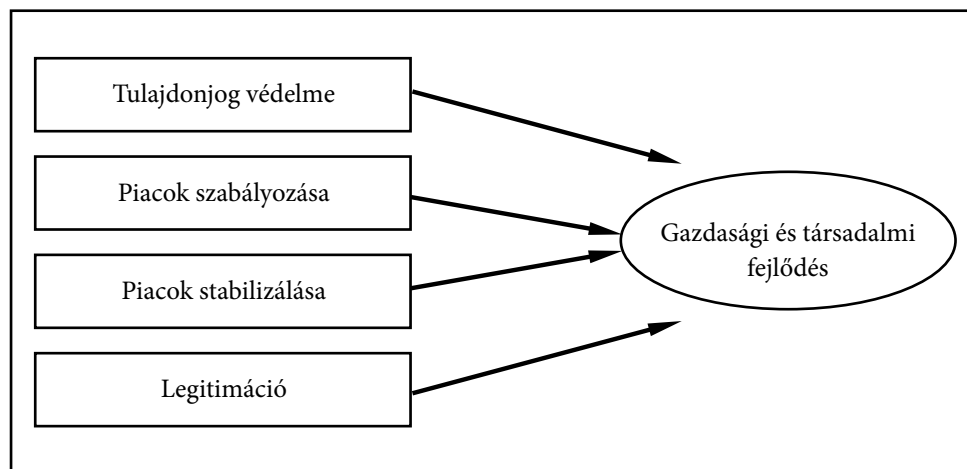 Tulajdonjog védelme
Piacok szabályozása
Piacok stabilizálása
Legitimáció
Gazdasági és társadalmi
fejlődés